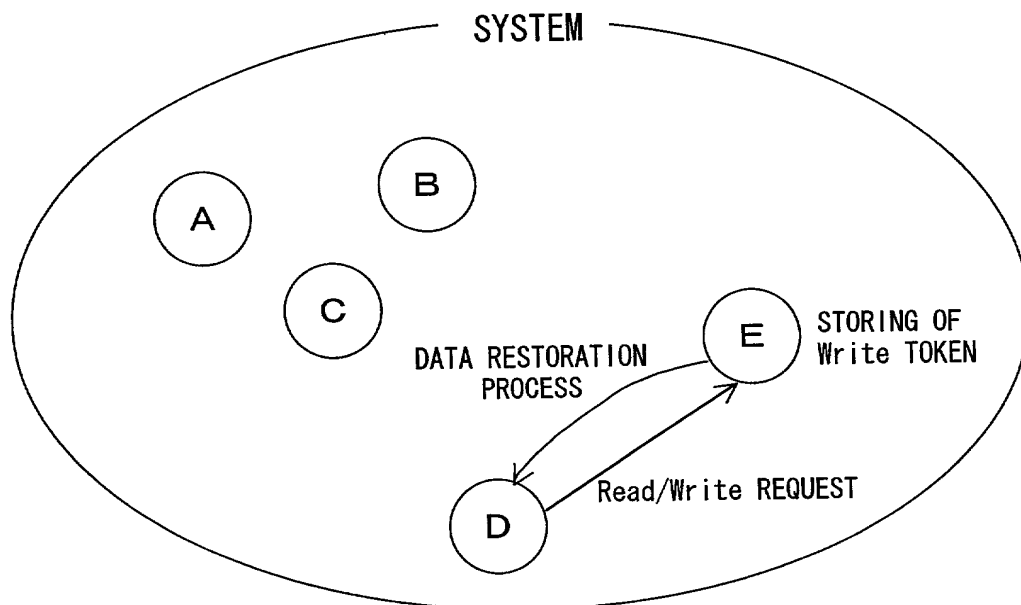 SYSTEM
B
A
C
E
STORING OF
Write TOKEN
DATA RESTORATION
PROCESS
Read/Write REQUEST
D